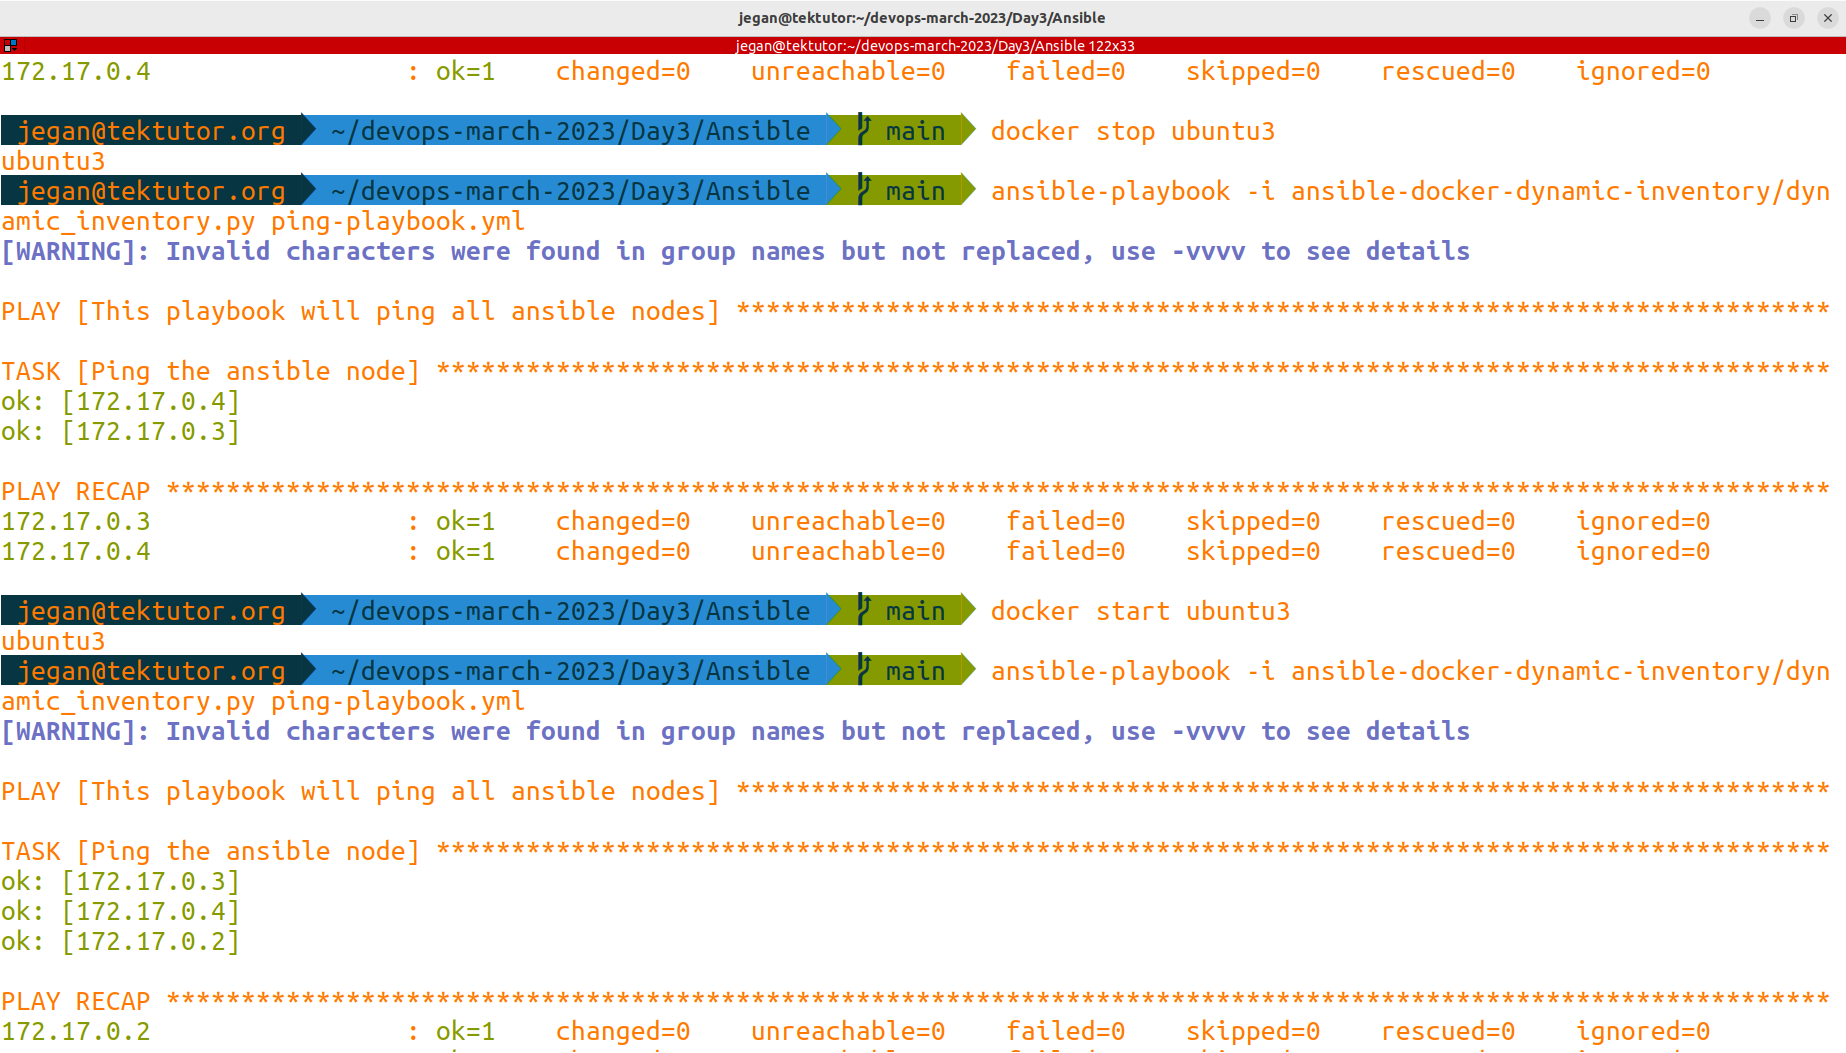 jegan@tektutor:~/devops-march-2023/Day3/Ansible
jegan@tektutor:~/devops-march-2023/Day3/Ansible 122x33
172.17.0.4                 : ok=1    changed=0    unreachable=0    failed=0    skipped=0    rescued=0    ignored=0
jegan@tektutor.org ~/devops-march-2023/Day3/Ansible main docker stop ubuntu3
ubuntu3
jegan@tektutor.org ~/devops-march-2023/Day3/Ansible main ansible-playbook -i ansible-docker-dynamic-inventory/dyn
amic_inventory.py ping-playbook.yml
[WARNING]: Invalid characters were found in group names but not replaced, use -vvvv to see details
PLAY [This playbook will ping all ansible nodes] *************************************************************************
TASK [Ping the ansible node] *********************************************************************************************
ok: [172.17.0.4]
ok: [172.17.0.3]
PLAY RECAP ***************************************************************************************************************
172.17.0.3                 : ok=1    changed=0    unreachable=0    failed=0    skipped=0    rescued=0    ignored=0
172.17.0.4                 : ok=1    changed=0    unreachable=0    failed=0    skipped=0    rescued=0    ignored=0
jegan@tektutor.org ~/devops-march-2023/Day3/Ansible main docker start ubuntu3
ubuntu3
jegan@tektutor.org ~/devops-march-2023/Day3/Ansible main ansible-playbook -i ansible-docker-dynamic-inventory/dyn
amic_inventory.py ping-playbook.yml
[WARNING]: Invalid characters were found in group names but not replaced, use -vvvv to see details
PLAY [This playbook will ping all ansible nodes] *************************************************************************
TASK [Ping the ansible node] *********************************************************************************************
ok: [172.17.0.3]
ok: [172.17.0.4]
ok: [172.17.0.2]
PLAY RECAP ***************************************************************************************************************
172.17.0.2                 : ok=1    changed=0    unreachable=0    failed=0    skipped=0    rescued=0    ignored=0